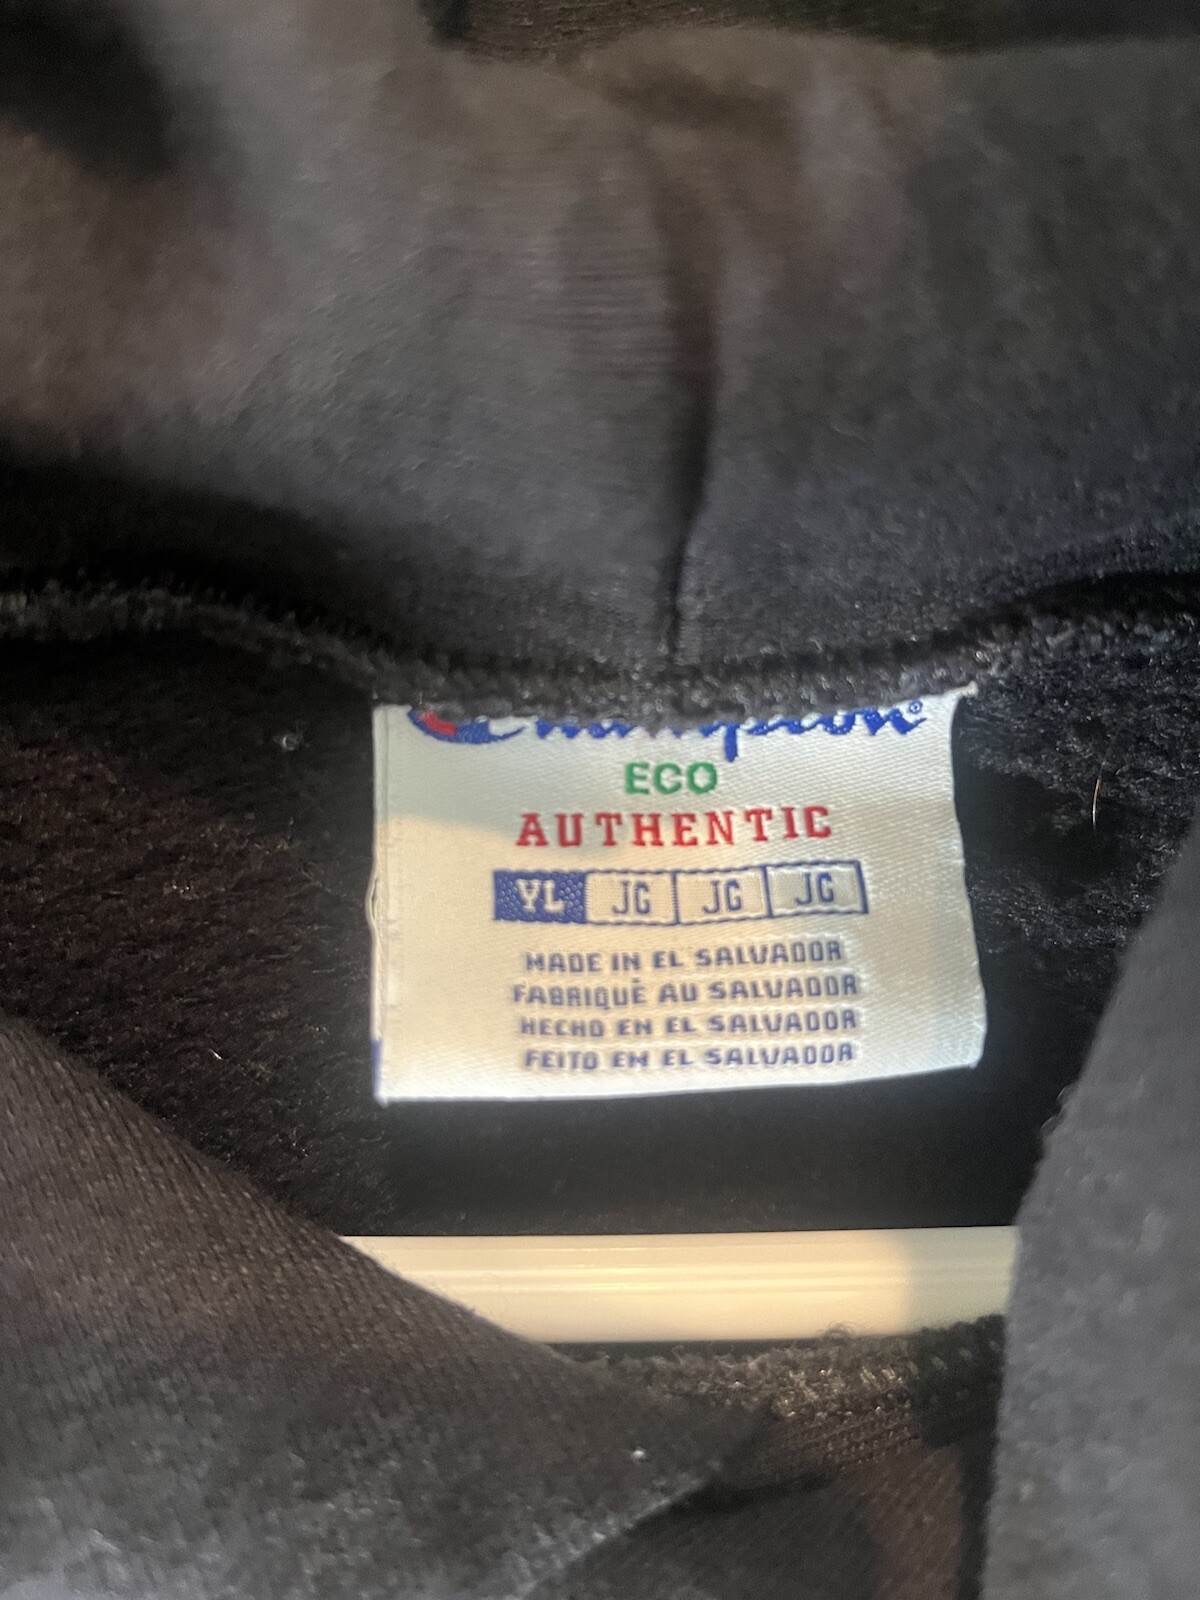 Champion®
ECO
AUTHENTIC
YL JG JG JG
MADE IN EL SALVADOR
FABRIQUÉ AU SALVADOR
HECHO EN EL SALVADOR
FEITO EM EL SALVADOR